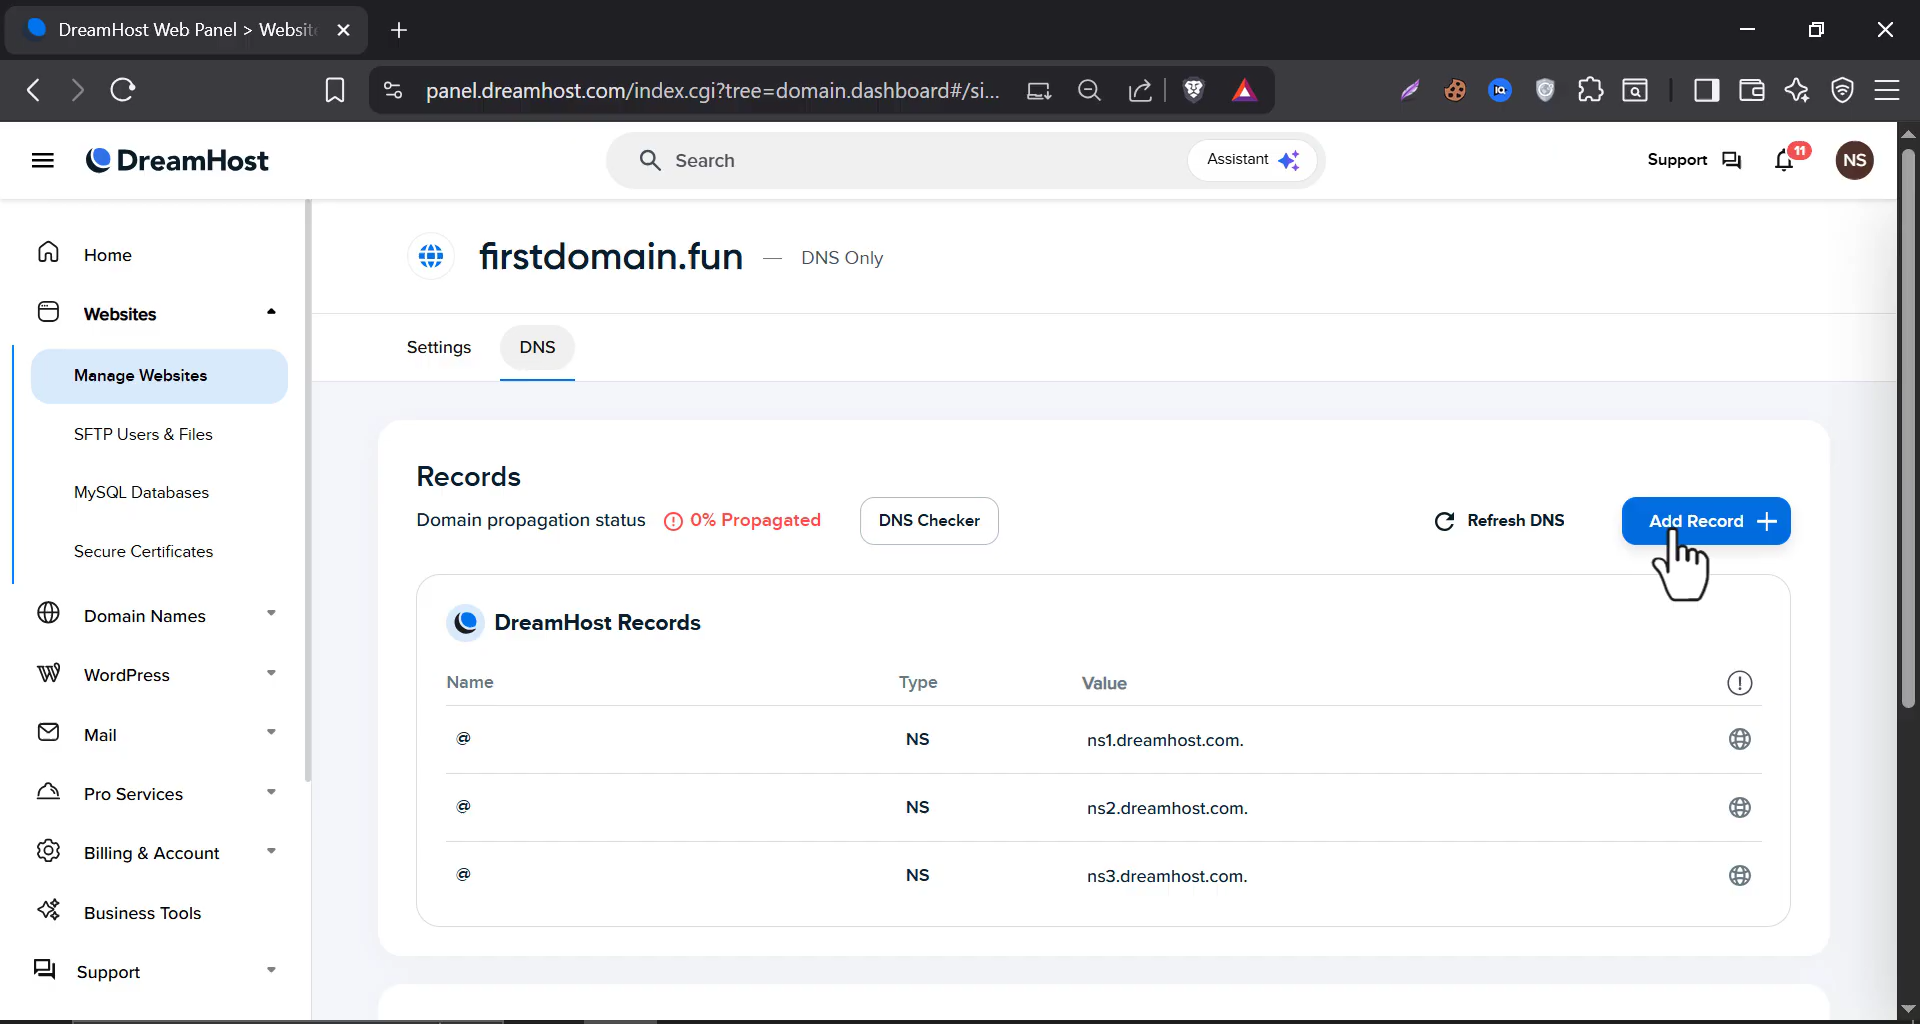 DreamHost Web Panel > Websit
panel.dreamhost.com/index.cgi?tree=domain.dashboard#/si...
DreamHost
Search
Assistant
Support
11
NS
Home
Websites
Manage Websites
SFTP Users & Files
MySQL Databases
Secure Certificates
Domain Names
WordPress
Mail
Pro Services
Billing & Account
Business Tools
Support
firstdomain.fun — DNS Only
Settings
DNS
Records
Domain propagation status
0% Propagated
DNS Checker
Refresh DNS
Add Record +
DreamHost Records
Name Type Value
@ NS ns1.dreamhost.com.
@ NS ns2.dreamhost.com.
@ NS ns3.dreamhost.com.